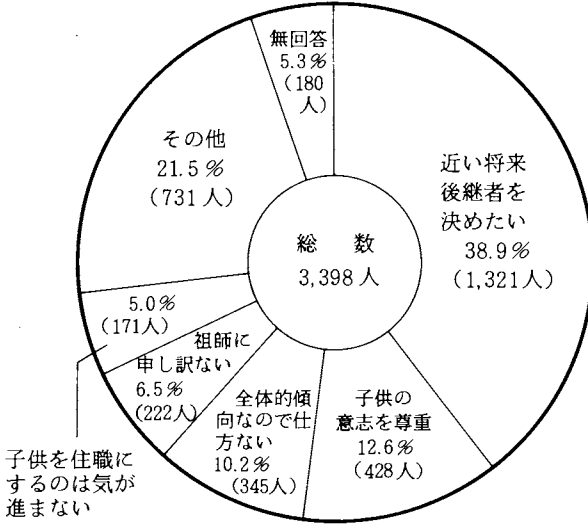 無回答
5.3%
(180
人)
その他
21.5%
(731人)
近い将来
後継者を
決めたい
38.9%
(1,321人)
総 数
3,398人
5.0%
(171人)
祖師に
申し訳ない
6.5%
(222人)
全体的傾
向なので仕
方ない
10.2%
(345人)
子供の
意志を尊重
12.6%
(428人)
子供を住職に
するのは気が
進まない